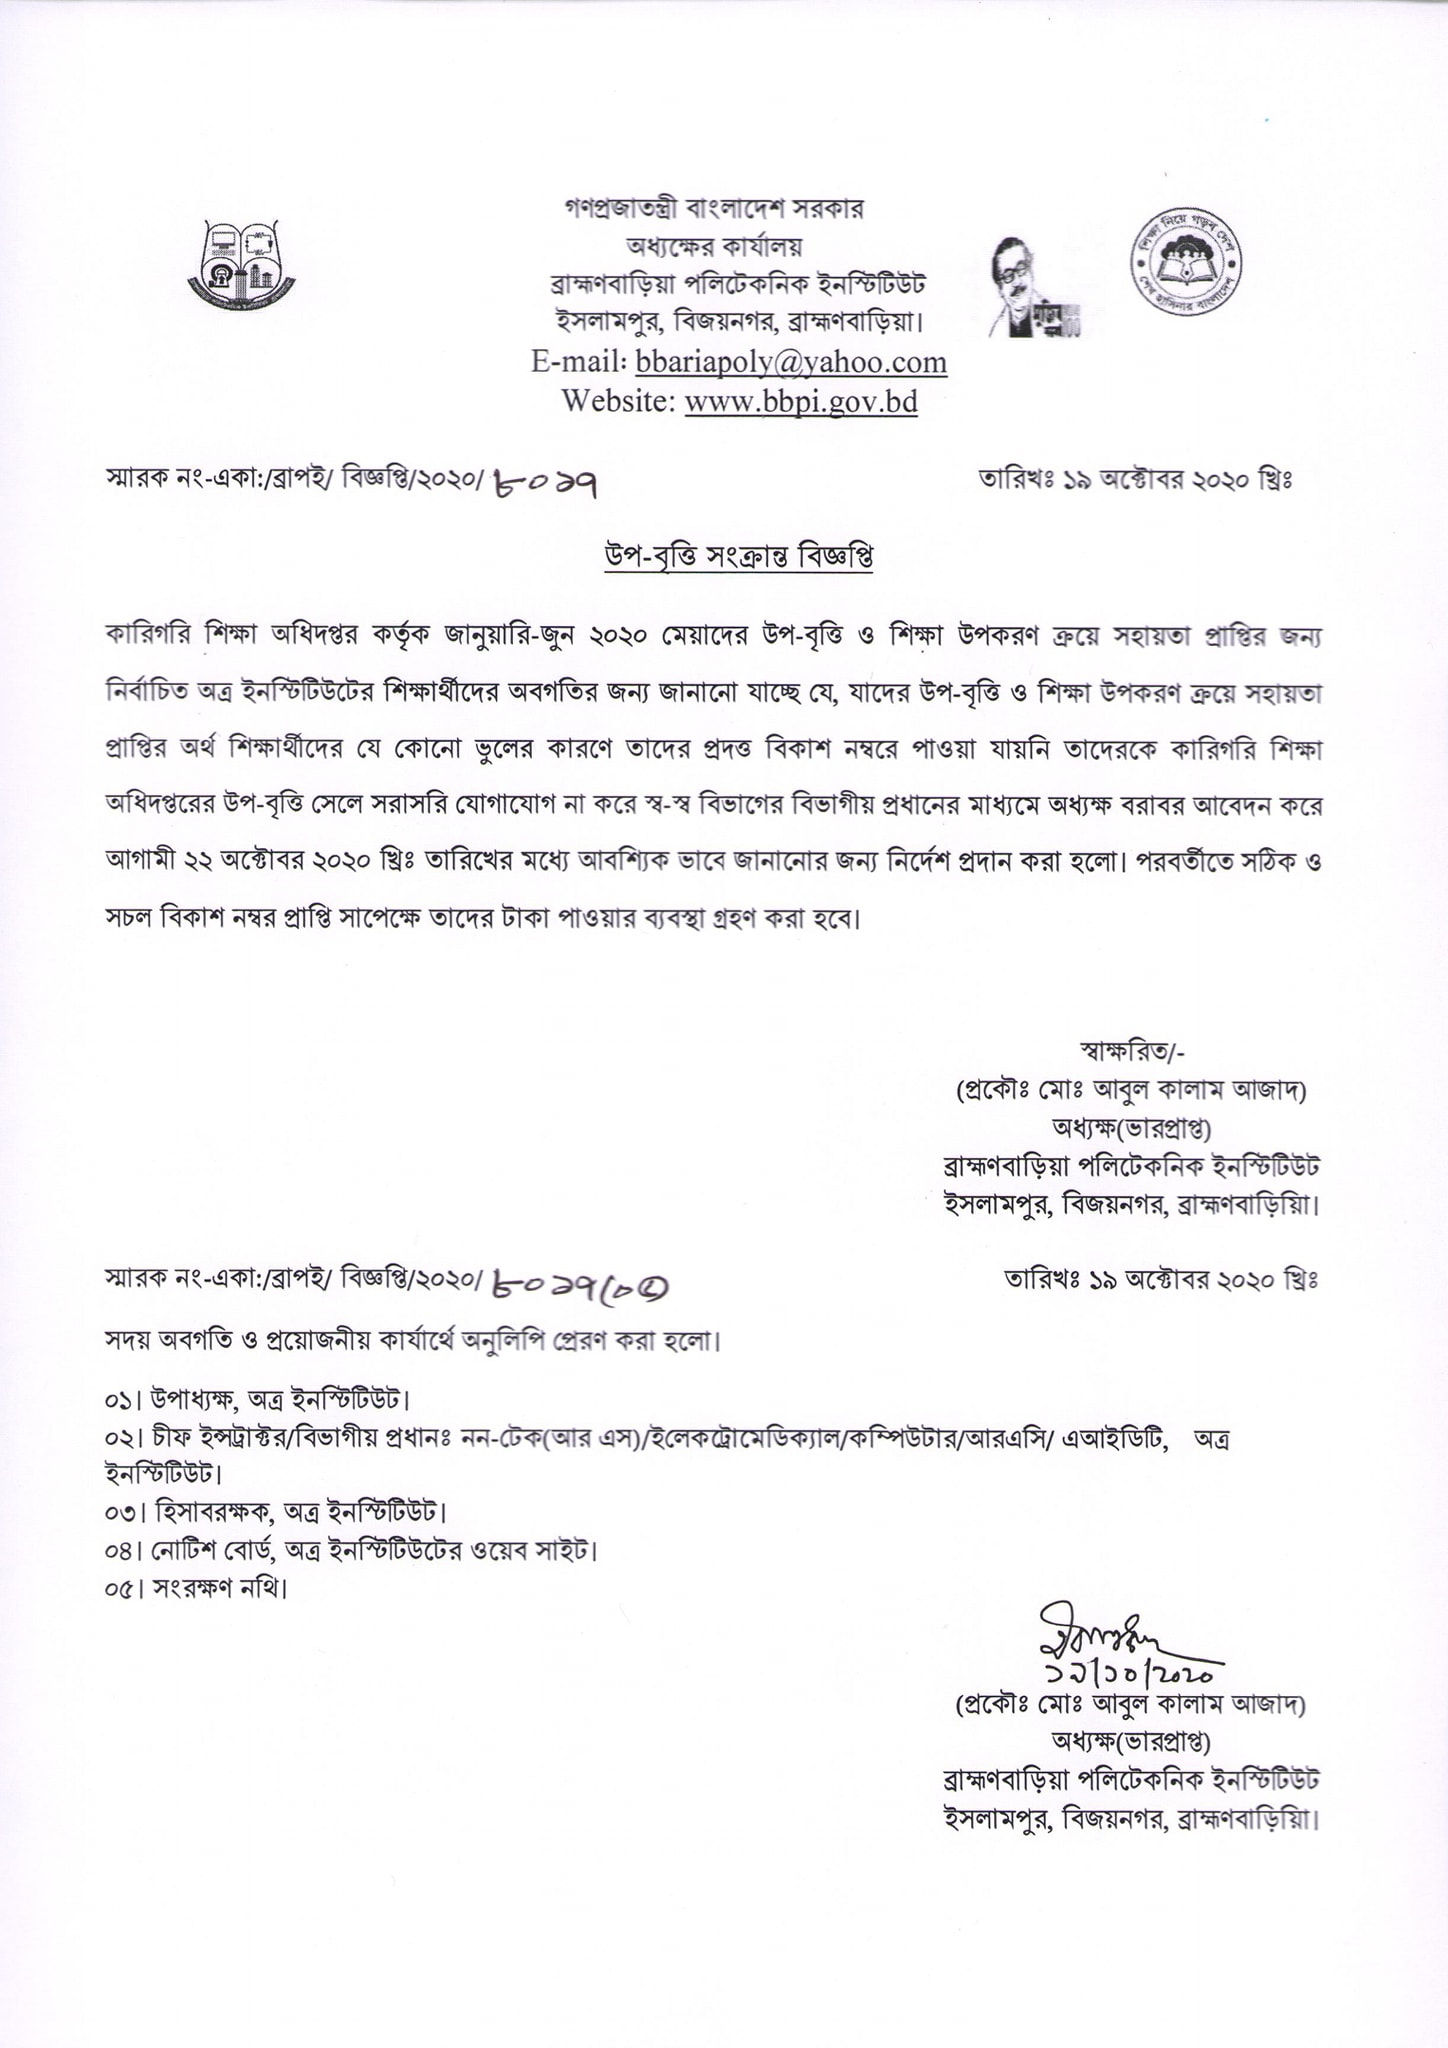 গণপ্রজাতন্ত্রী বাংলাদেশ সরকার
অধ্যক্ষের কার্যালয়
ব্রাহ্মণবাড়িয়া পলিটেকনিক ইনস্টিটিউট
ইসলামপুর, বিজয়নগর, ব্রাহ্মণবাড়িয়া।
E-mail: bbariapoly@yahoo.com
Website: www.bbpi.gov.bd
শিক্ষা নিয়ে গড়ব দেশ
শেখ হাসিনার বাংলাদেশ
স্মারক নং-একা:/ব্রাপই/ বিজ্ঞপ্তি/২০২০/ ৮০১৭
তারিখঃ ১৯ অক্টোবর ২০২০ খ্রিঃ
উপ-বৃত্তি সংক্রান্ত বিজ্ঞপ্তি
কারিগরি শিক্ষা অধিদপ্তর কর্তৃক জানুয়ারি-জুন ২০২০ মেয়াদের উপ-বৃত্তি ও শিক্ষা উপকরণ ক্রয়ে সহায়তা প্রাপ্তির জন্য
নির্বাচিত অত্র ইনস্টিটিউটের শিক্ষার্থীদের অবগতির জন্য জানানো যাচ্ছে যে, যাদের উপ-বৃত্তি ও শিক্ষা উপকরণ ক্রয়ে সহায়তা
প্রাপ্তির অর্থ শিক্ষার্থীদের যে কোনো ভুলের কারণে তাদের প্রদত্ত বিকাশ নম্বরে পাওয়া যায়নি তাদেরকে কারিগরি শিক্ষা
অধিদপ্তরের উপ-বৃত্তি সেলে সরাসরি যোগাযোগ না করে স্ব-স্ব বিভাগের বিভাগীয় প্রধানের মাধ্যমে অধ্যক্ষ বরাবর আবেদন করে
আগামী ২২ অক্টোবর ২০২০ খ্রিঃ তারিখের মধ্যে আবশ্যিক ভাবে জানানোর জন্য নির্দেশ প্রদান করা হলো। পরবর্তীতে সঠিক ও
সচল বিকাশ নম্বর প্রাপ্তি সাপেক্ষে তাদের টাকা পাওয়ার ব্যবস্থা গ্রহণ করা হবে।
স্বাক্ষরিত/-
(প্রকৌঃ মোঃ আবুল কালাম আজাদ)
অধ্যক্ষ(ভারপ্রাপ্ত)
ব্রাহ্মণবাড়িয়া পলিটেকনিক ইনস্টিটিউট
ইসলামপুর, বিজয়নগর, ব্রাহ্মণবাড়িয়িা।
স্মারক নং-একা:/ব্রাপই/ বিজ্ঞপ্তি/২০২০/ ৮০১৭(০৫)
তারিখঃ ১৯ অক্টোবর ২০২০ খ্রিঃ
সদয় অবগতি ও প্রয়োজনীয় কার্যার্থে অনুলিপি প্রেরণ করা হলো।
০১। উপাধ্যক্ষ, অত্র ইনস্টিটিউট।
০২। চীফ ইন্সট্রাক্টর/বিভাগীয় প্রধানঃ নন-টেক(আর এস)/ইলেকট্রোমেডিক্যাল/কম্পিউটার/আরএসি/ এআইডিটি, অত্র
ইনস্টিটিউট।
০৩। হিসাবরক্ষক, অত্র ইনস্টিটিউট।
০৪। নোটিশ বোর্ড, অত্র ইনস্টিটিউটের ওয়েব সাইট।
০৫। সংরক্ষণ নথি।
১৯/১০/২০২০
(প্রকৌঃ মোঃ আবুল কালাম আজাদ)
অধ্যক্ষ(ভারপ্রাপ্ত)
ব্রাহ্মণবাড়িয়া পলিটেকনিক ইনস্টিটিউট
ইসলামপুর, বিজয়নগর, ব্রাহ্মণবাড়িয়িা।